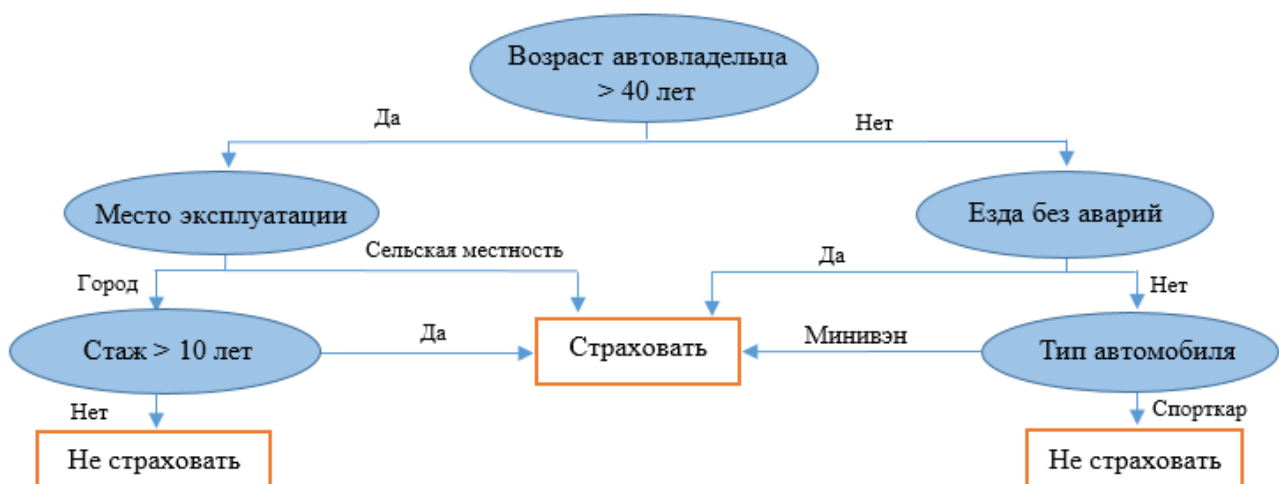 Возраст автовладельца
> 40 лет
Да
Нет
Место эксплуатации
Езда без аварий
Сельская местность
Да
Город
Нет
Стаж > 10 лет
Да
Страховать
Минивэн
Тип автомобиля
Нет
Спорткар
Не страховать
Не страховать